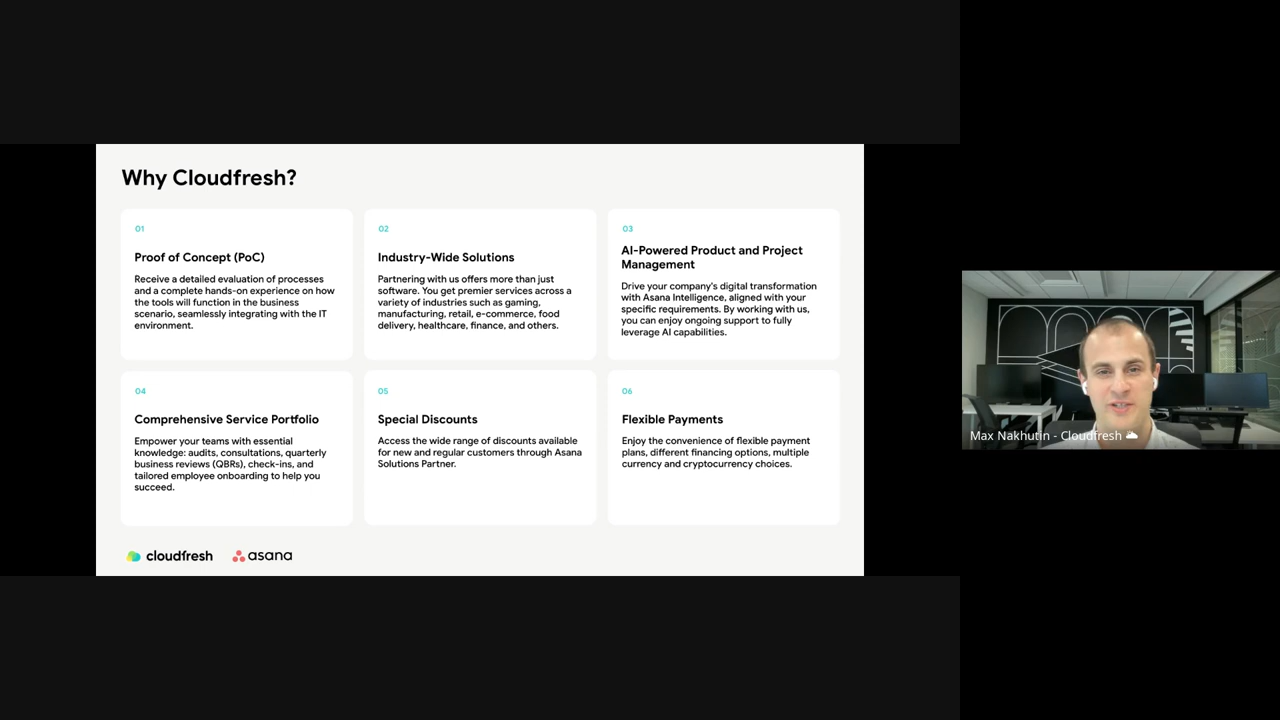 Why Cloudfresh?
01
Proof of Concept (PoC)
Receive a detailed evaluation of processes
and a complete hands-on experience on how
the tools will function in the business
scenario, seamlessly integrating with the IT
environment.
02
Industry-Wide Solutions
Partnering with us offers more than just
software. You get premier services across a
variety of industries such as gaming,
manufacturing, retail, e-commerce, food
delivery, healthcare, finance, and others.
03
AI-Powered Product and Project
Management
Drive your company's digital transformation
with Asana Intelligence, aligned with your
specific requirements. By working with us,
you can enjoy ongoing support to fully
leverage AI capabilities.
04
Comprehensive Service Portfolio
Empower your teams with essential
knowledge: audits, consultations, quarterly
business reviews (QBRs), check-ins, and
tailored employee onboarding to help you
succeed.
05
Special Discounts
Access the wide range of discounts available
for new and regular customers through Asana
Solutions Partner.
06
Flexible Payments
Enjoy the convenience of flexible payment
plans, different financing options, multiple
currency and cryptocurrency choices.
cloudfresh
asana
Max Nakhutin - Cloudfresh 🌥️